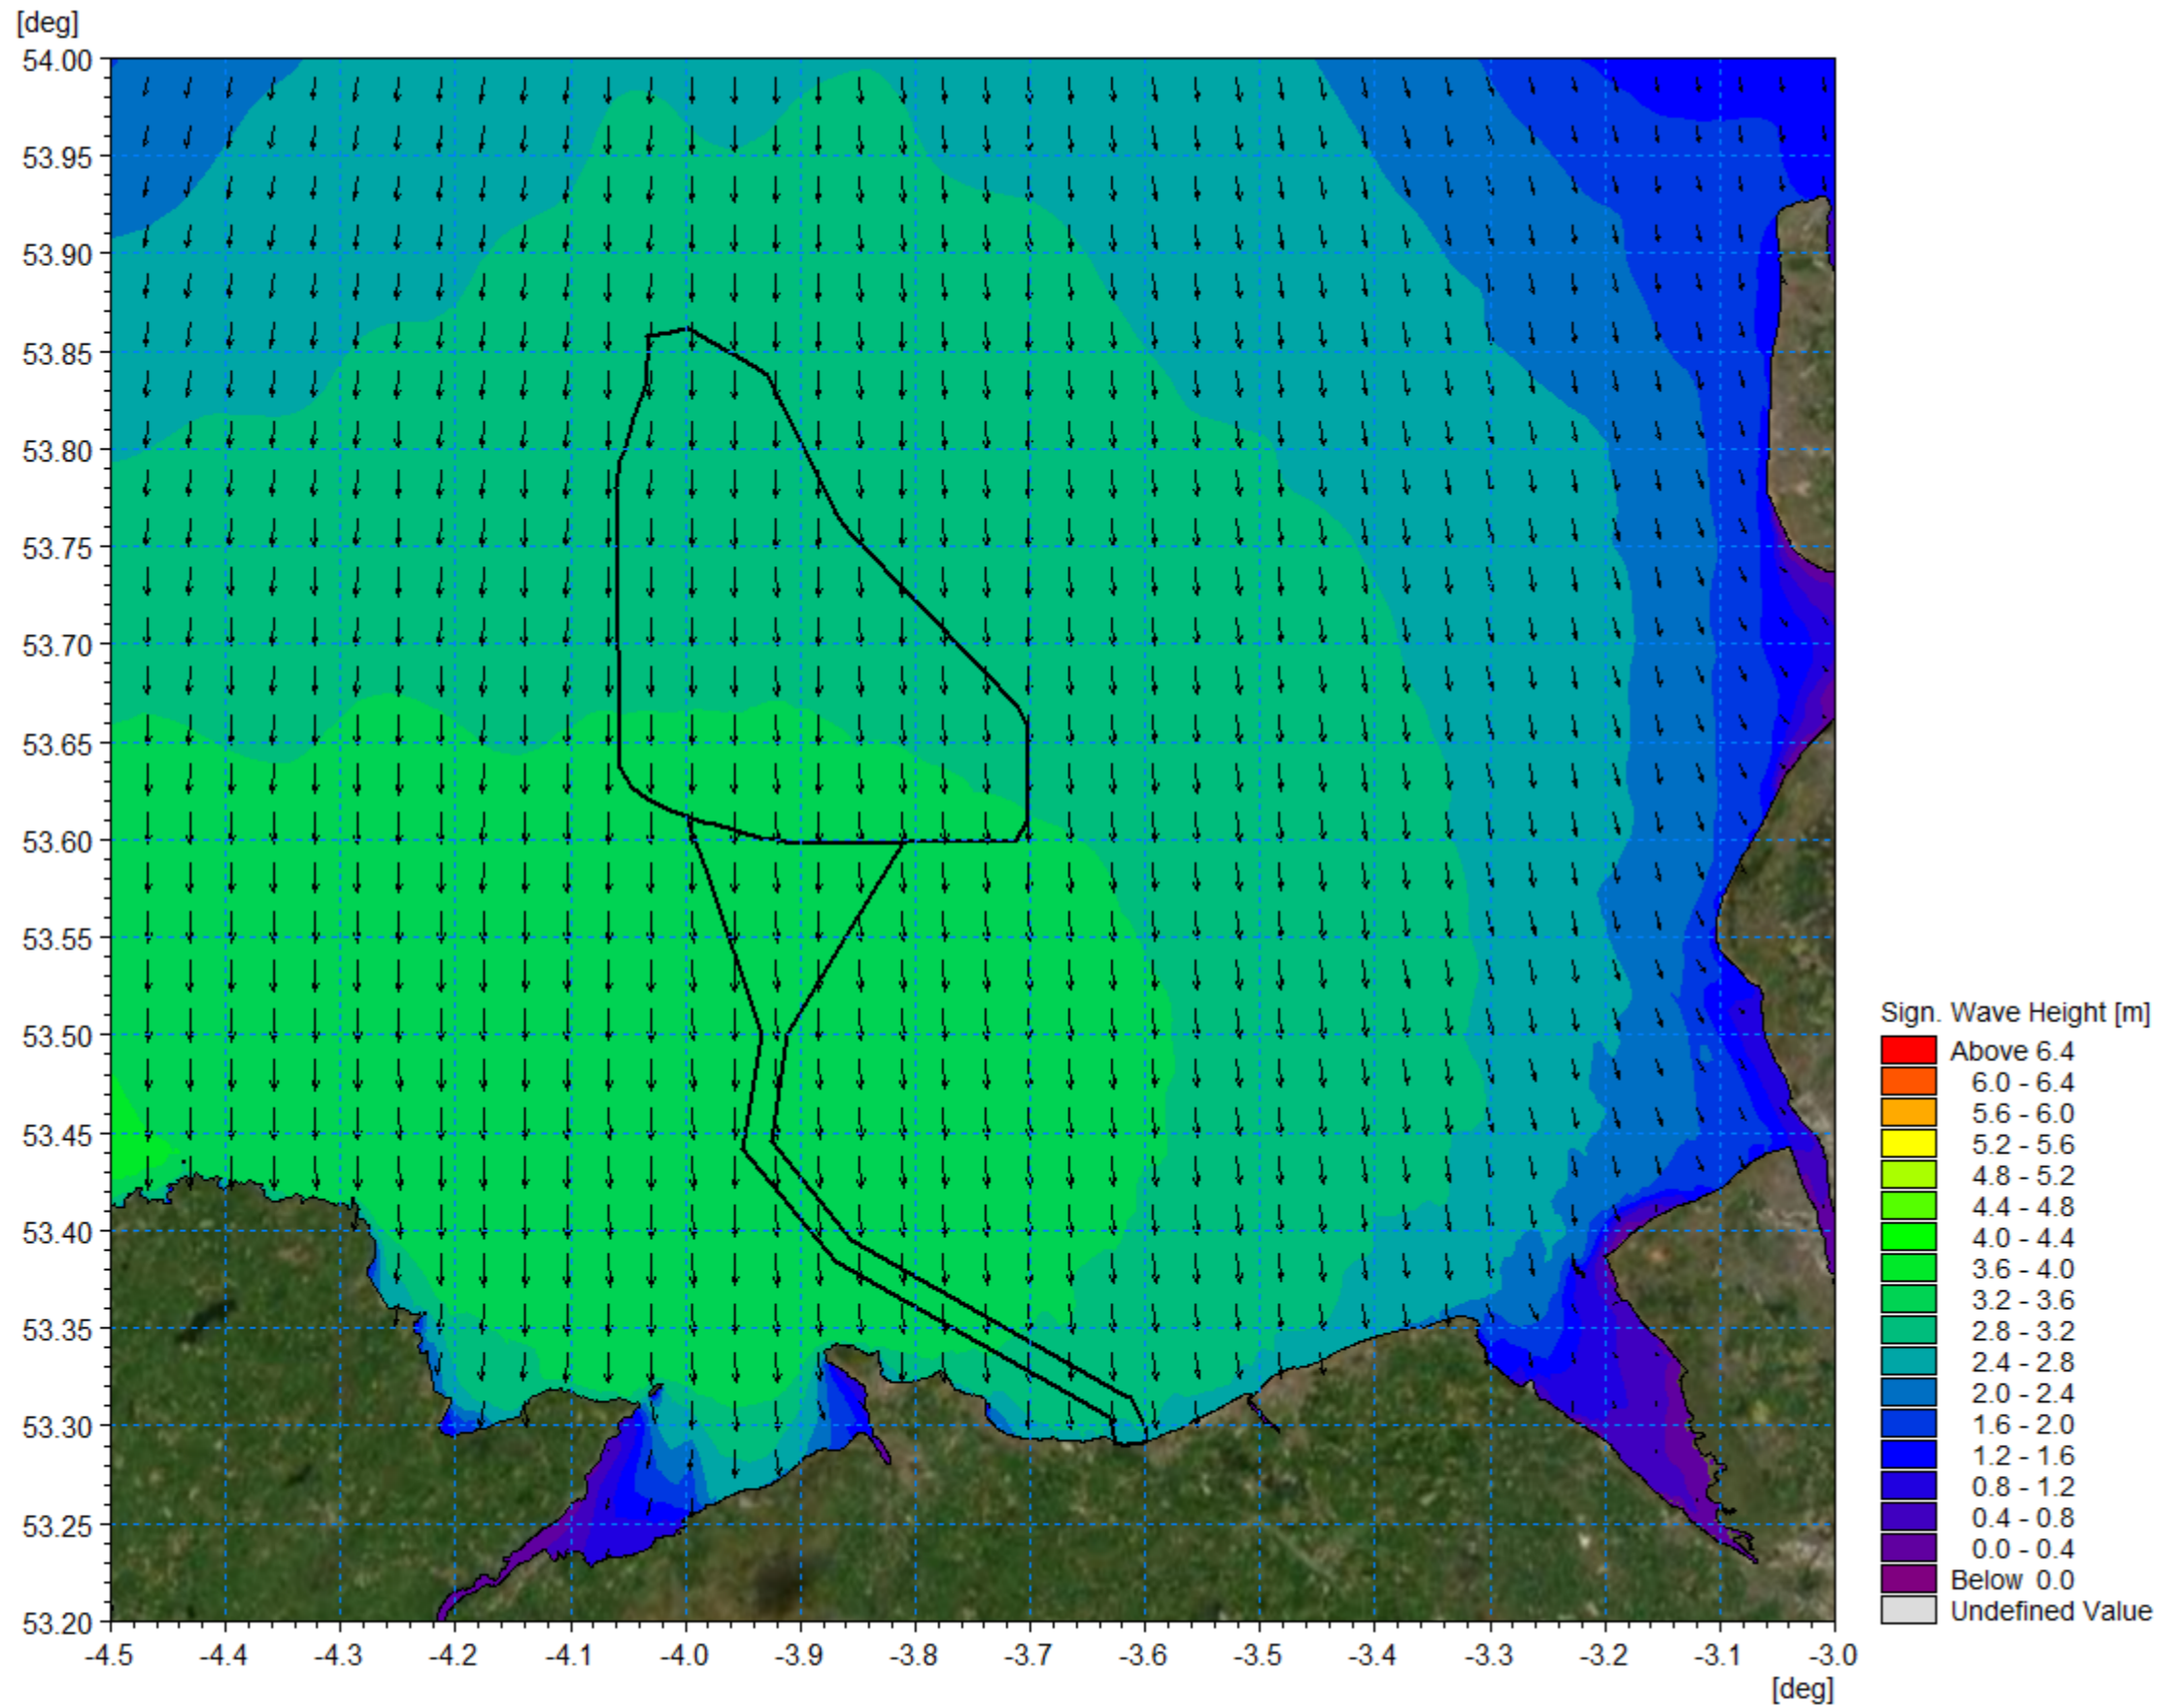 [deg]
54.00
53.95
53.90
53.85
53.80
53.75
53.70
53.65
53.60
53.55
53.50
53.45
53.40
53.35
53.30
53.25
53.20
-4.5 -4.4 -4.3 -4.2 -4.1 -4.0 -3.9 -3.8 -3.7 -3.6 -3.5 -3.4 -3.3 -3.2 -3.1 -3.0
[deg]
Sign. Wave Height [m]
Above 6.4
6.0 - 6.4
5.6 - 6.0
5.2 - 5.6
4.8 - 5.2
4.4 - 4.8
4.0 - 4.4
3.6 - 4.0
3.2 - 3.6
2.8 - 3.2
2.4 - 2.8
2.0 - 2.4
1.6 - 2.0
1.2 - 1.6
0.8 - 1.2
0.4 - 0.8
0.0 - 0.4
Below 0.0
Undefined Value